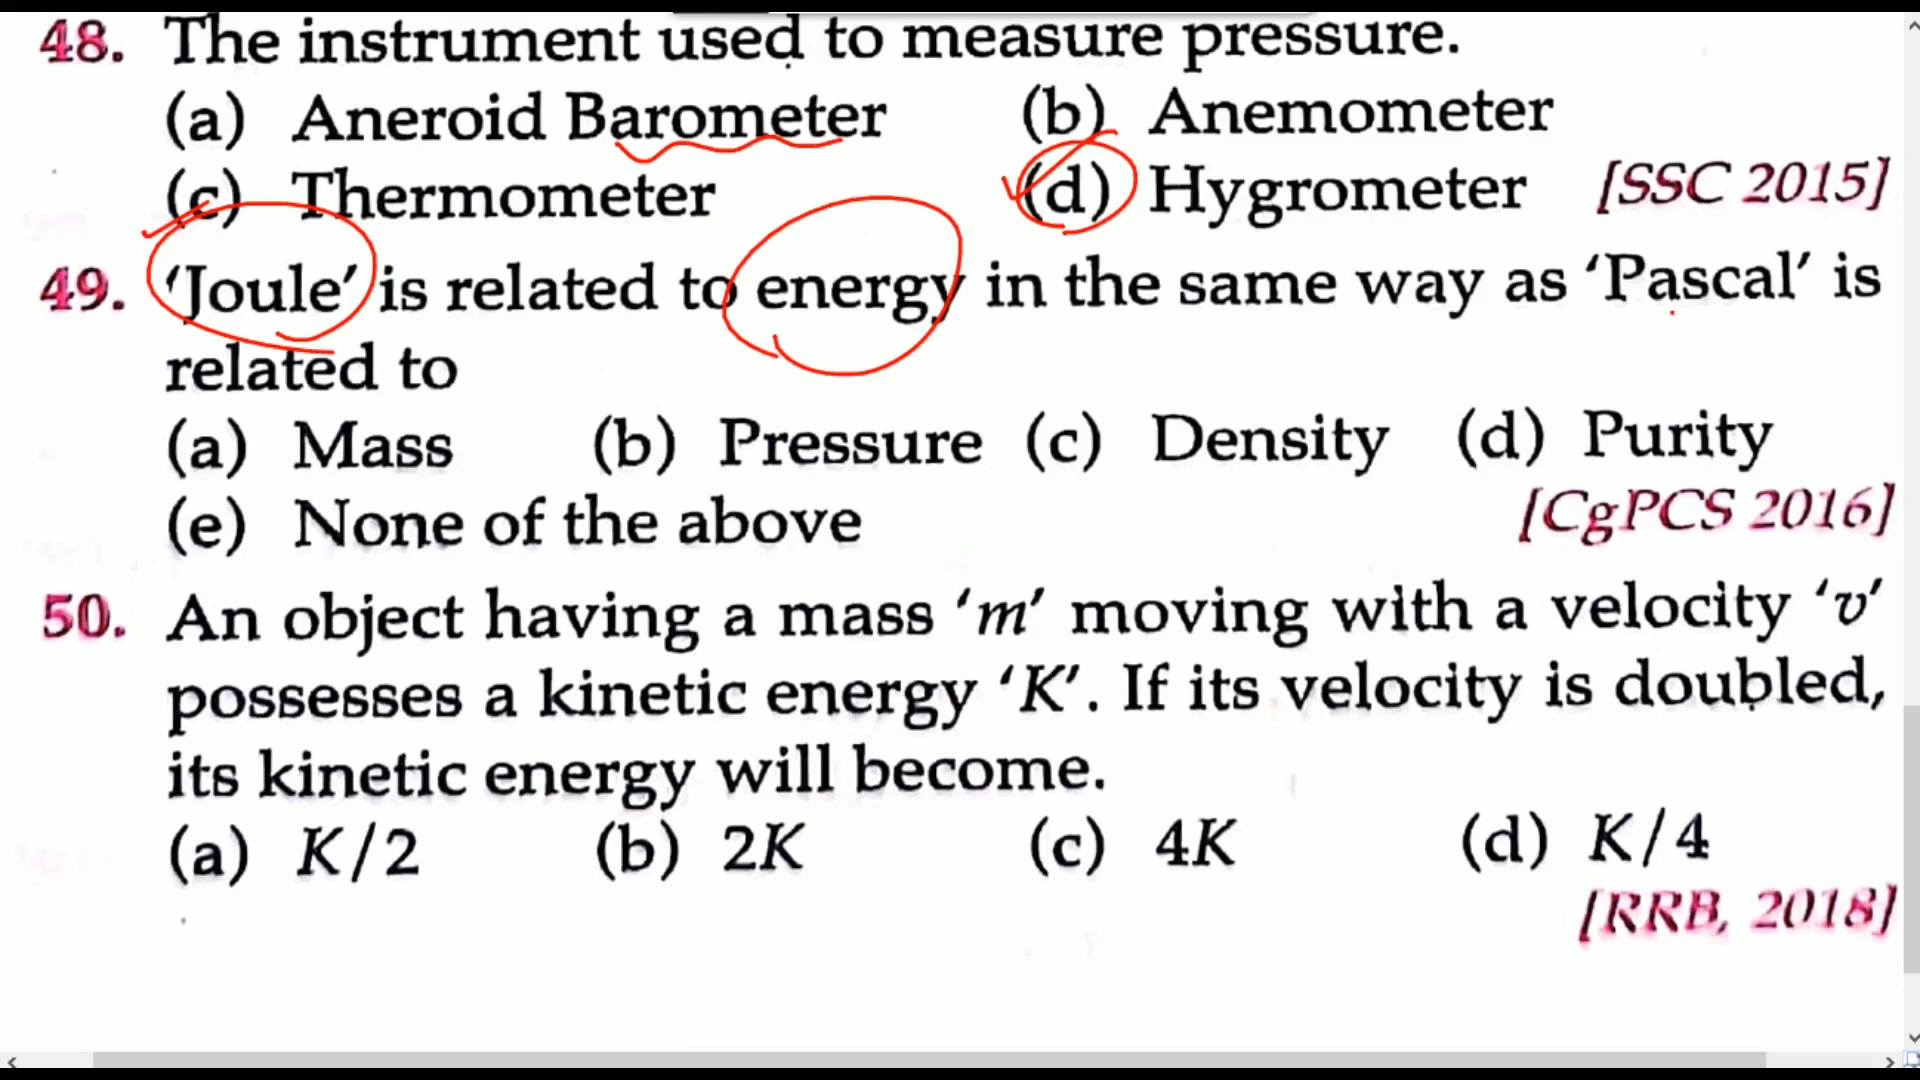 48. The instrument used to measure pressure.
(a) Aneroid Barometer (b) Anemometer
(c) Thermometer (d) Hygrometer [SSC 2015]
49. 'Joule' is related to energy in the same way as 'Pascal' is
related to
(a) Mass (b) Pressure (c) Density (d) Purity
(e) None of the above [CgPCS 2016]
50. An object having a mass 'm' moving with a velocity 'v'
possesses a kinetic energy 'K'. If its velocity is doubled,
its kinetic energy will become.
(a) K/2 (b) 2K (c) 4K (d) K/4
[RRB, 2018]